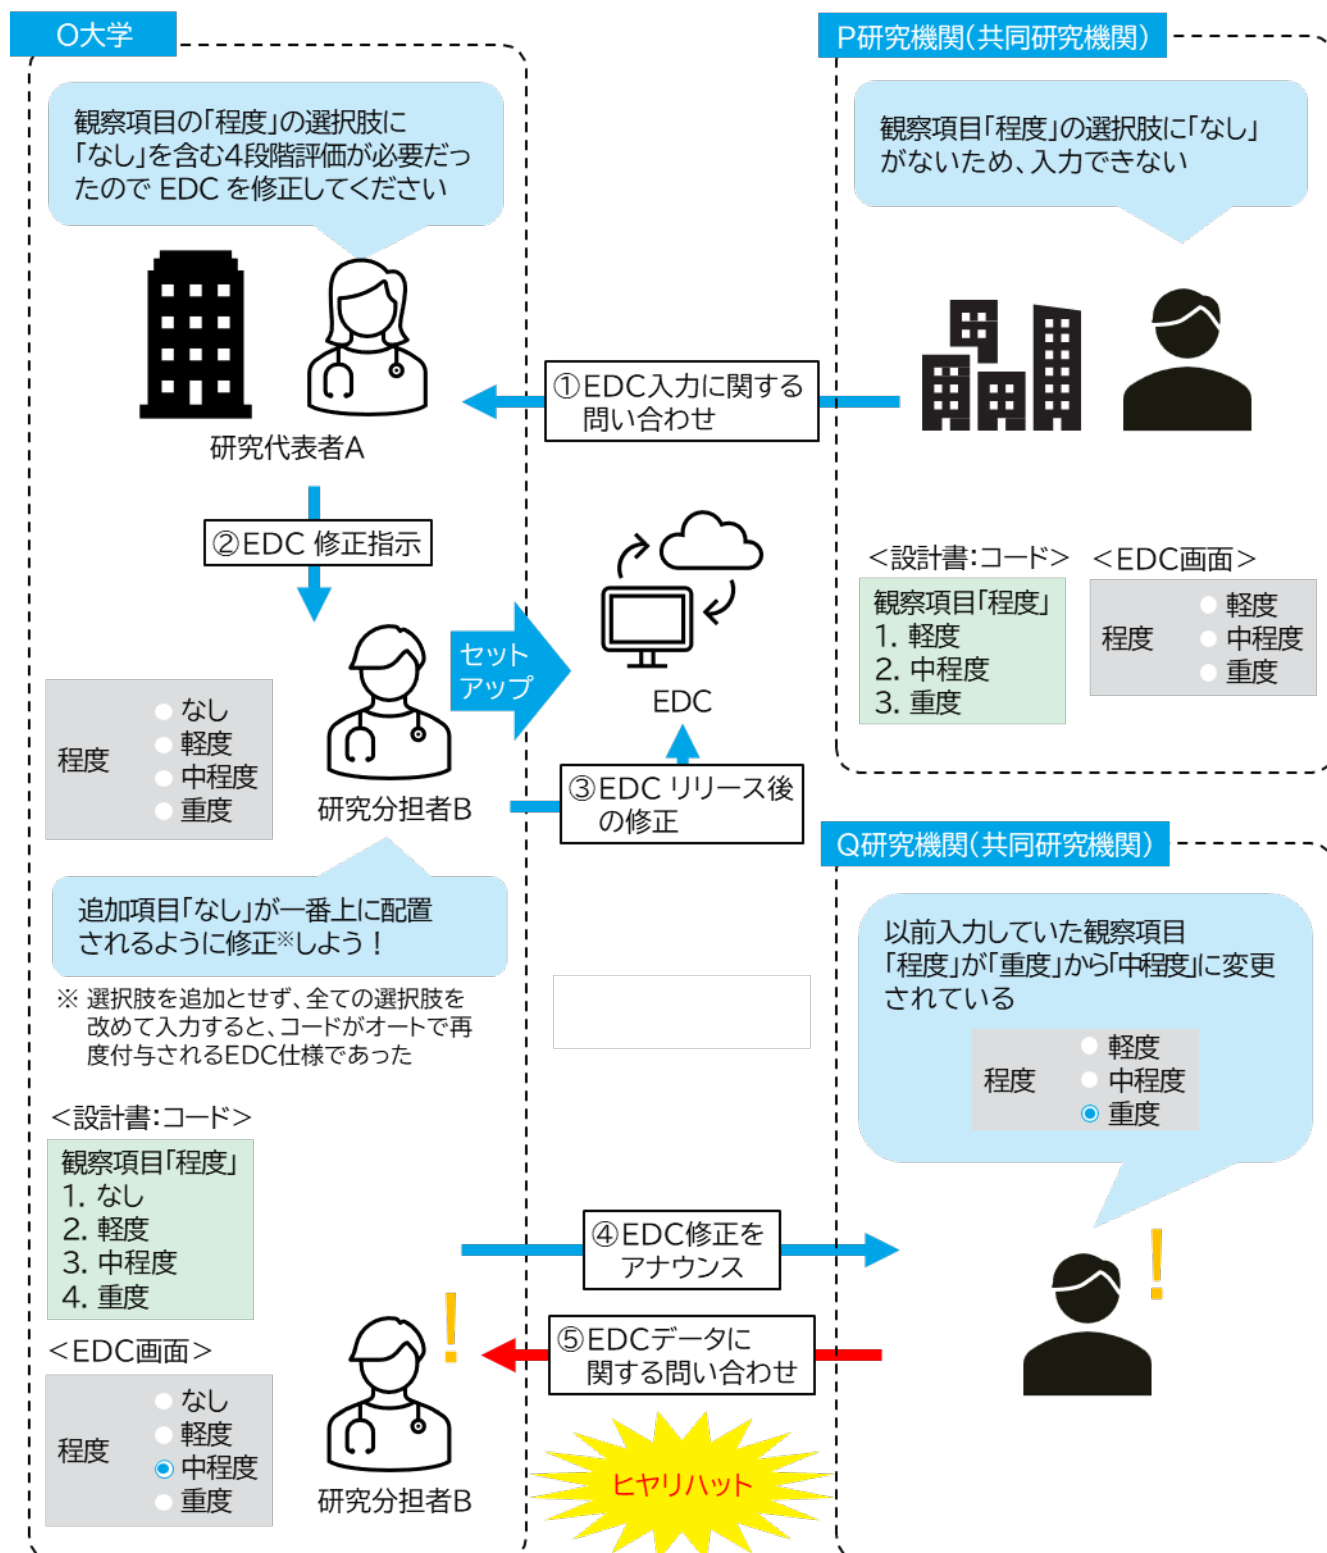 O大学
観察項目の「程度」の選択肢に
「なし」を含む4段階評価が必要だっ
たので EDC を修正してください
研究代表者A
P研究機関(共同研究機関)
観察項目「程度」の選択肢に「なし」
がないため、入力できない
①EDC入力に関する
問い合わせ
②EDC 修正指示
<設計書:コード>
観察項目「程度」
1. 軽度
2. 中程度
3. 重度
<EDC画面>
程度
軽度
中程度
重度
セット
アップ
EDC
程度
なし
軽度
中程度
重度
研究分担者B
③EDC リリース後
の修正
追加項目「なし」が一番上に配置
されるように修正※しよう!
※ 選択肢を追加とせず、全ての選択肢を
改めて入力すると、コードがオートで再
度付与されるEDC仕様であった
Q研究機関(共同研究機関)
以前入力していた観察項目
「程度」が「重度」から「中程度」に変更
されている
程度
軽度
中程度
重度
<設計書:コード>
観察項目「程度」
1. なし
2. 軽度
3. 中程度
4. 重度
④EDC修正を
アナウンス
!
<EDC画面>
程度
なし
軽度
中程度
重度
!
研究分担者B
⑤EDCデータに
関する問い合わせ
ヒヤリハット